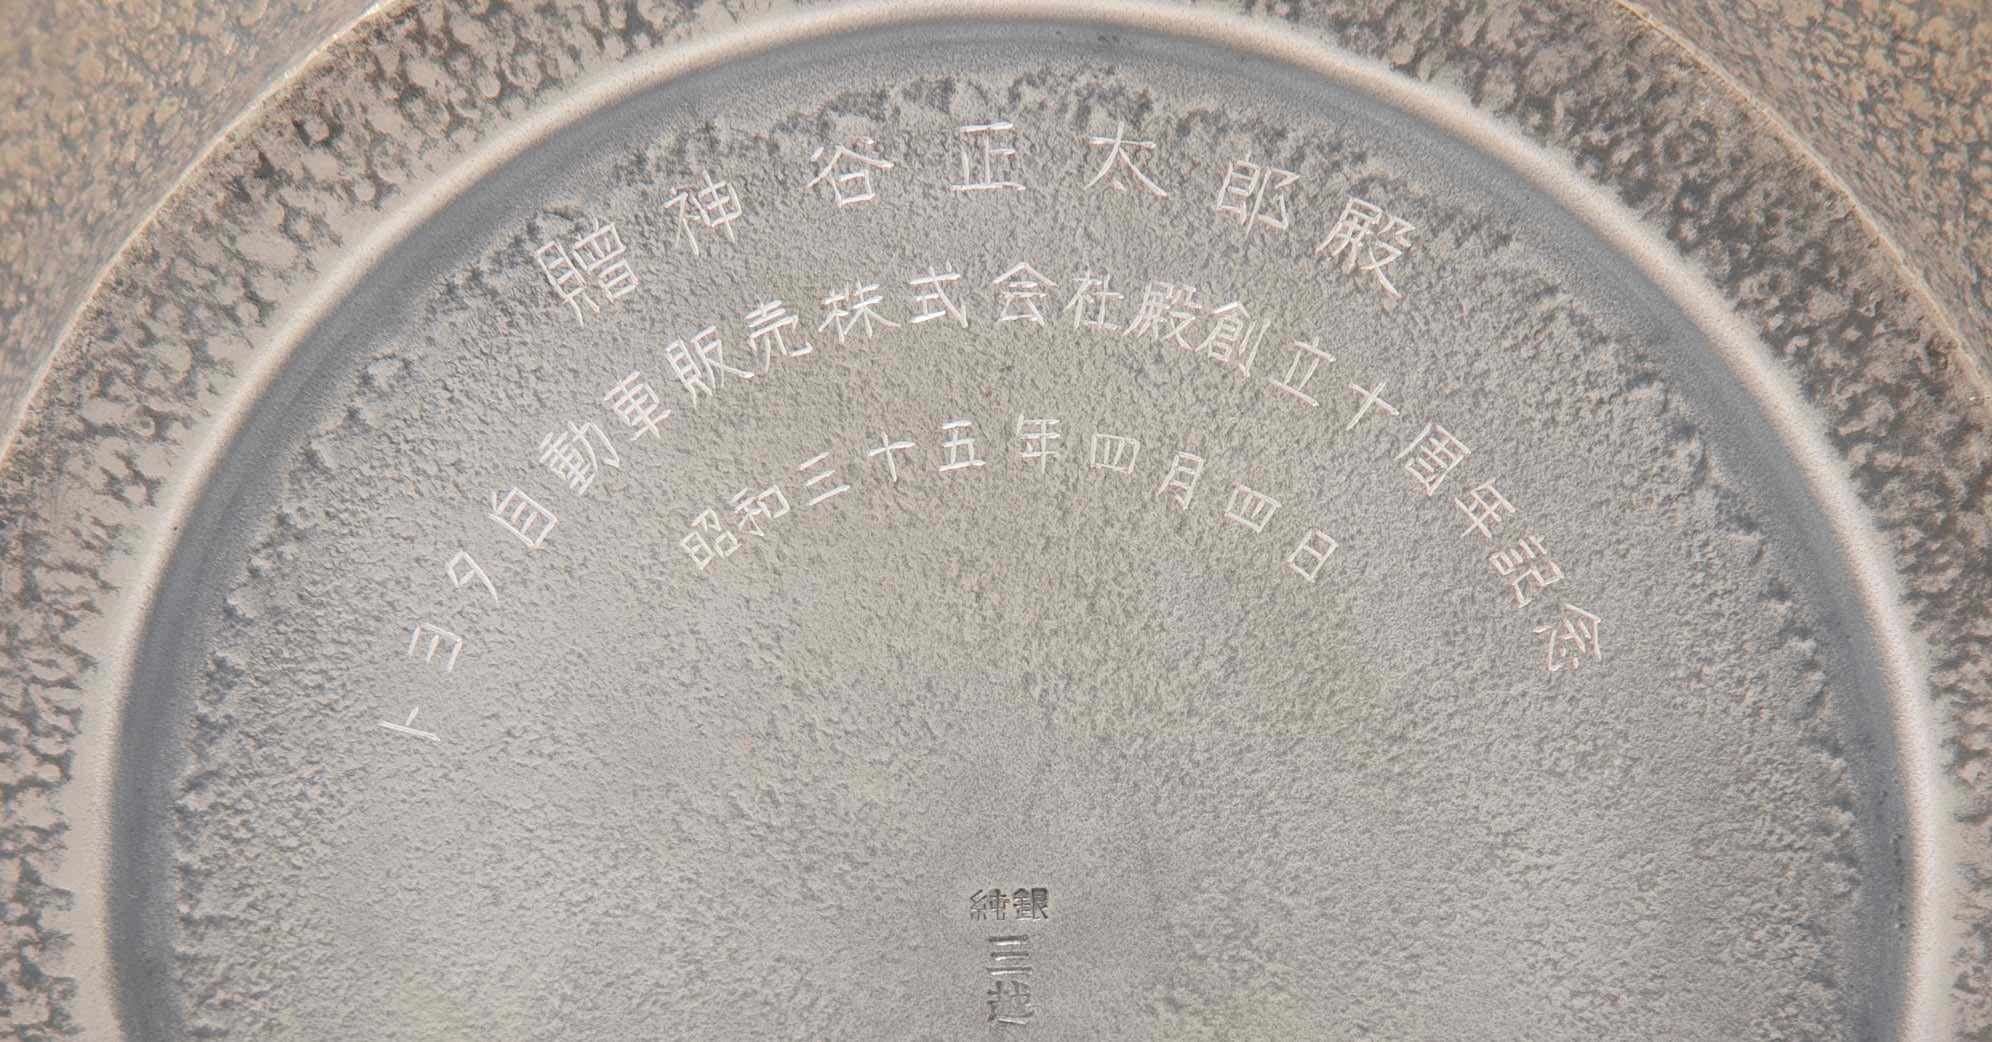 贈神谷正太郎殿
トヨタ自動車販売株式会社殿創立十周年記念
昭和三十五年四月四日
純銀
三越